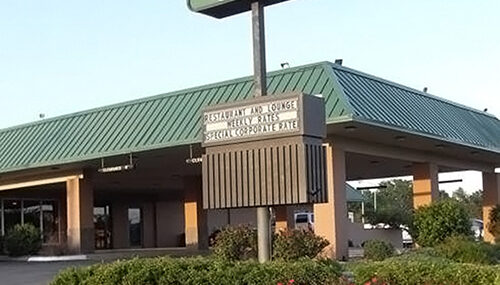 RESTAURANT AND LOUNGE
WEEKLY RATES
SPECIAL CORPORATE RATE